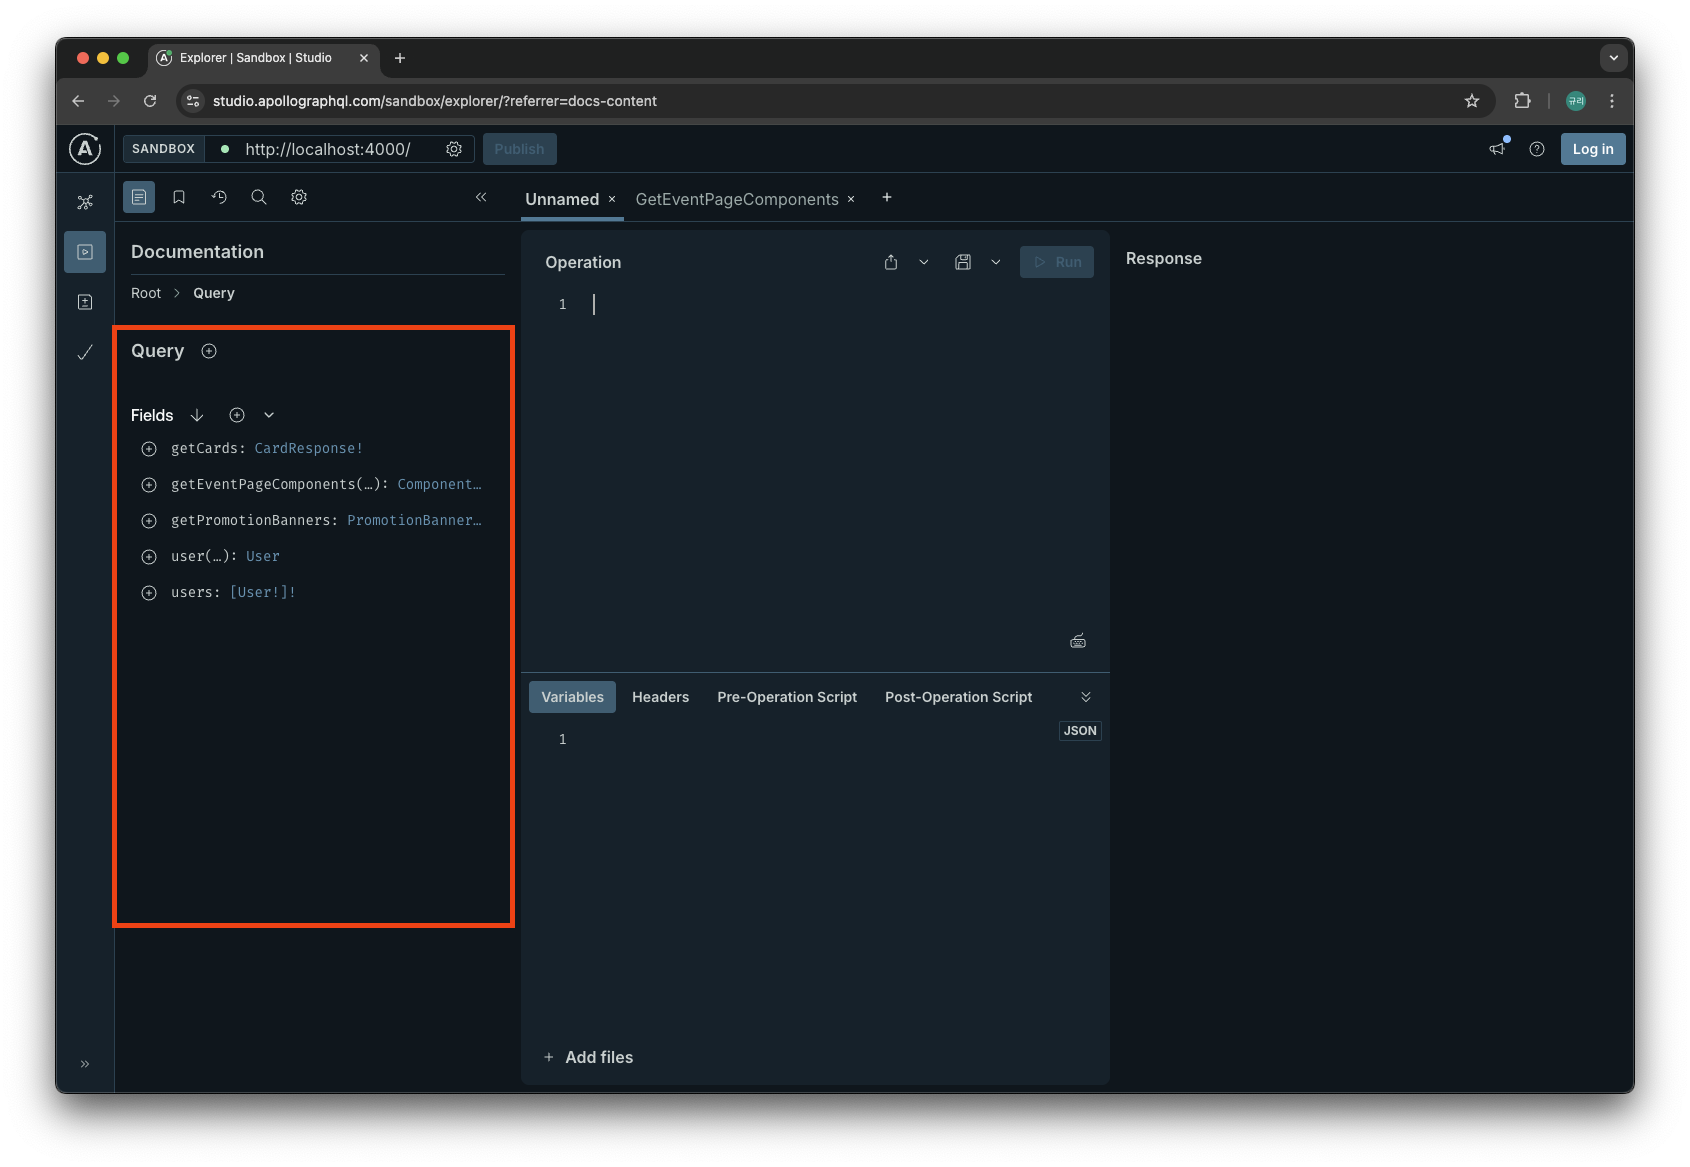 Explorer | Sandbox | Studio
studio.apollographql.com/sandbox/explorer/?referrer=docs-content
규리
SANDBOX
http://localhost:4000/
Publish
Log in
Unnamed
GetEventPageComponents
Documentation
Root > Query
Query
Fields
getCards: CardResponse!
getEventPageComponents(…): Component…
getPromotionBanners: PromotionBanner…
user(…): User
users: [User!]!
Operation
Run
1
Variables
Headers
Pre-Operation Script
Post-Operation Script
JSON
1
+ Add files
Response